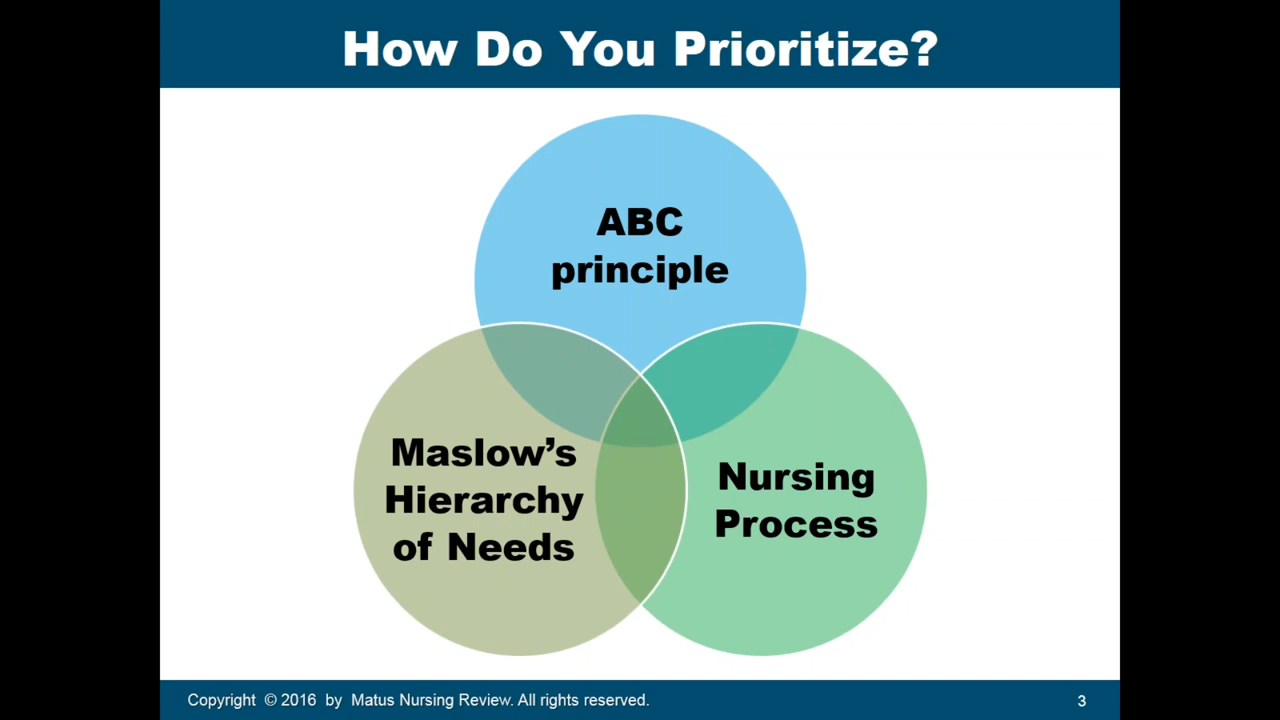 How Do You Prioritize?
ABC
principle
Maslow’s
Hierarchy
of Needs
Nursing
Process
Copyright © 2016 by Matus Nursing Review. All rights reserved.
3